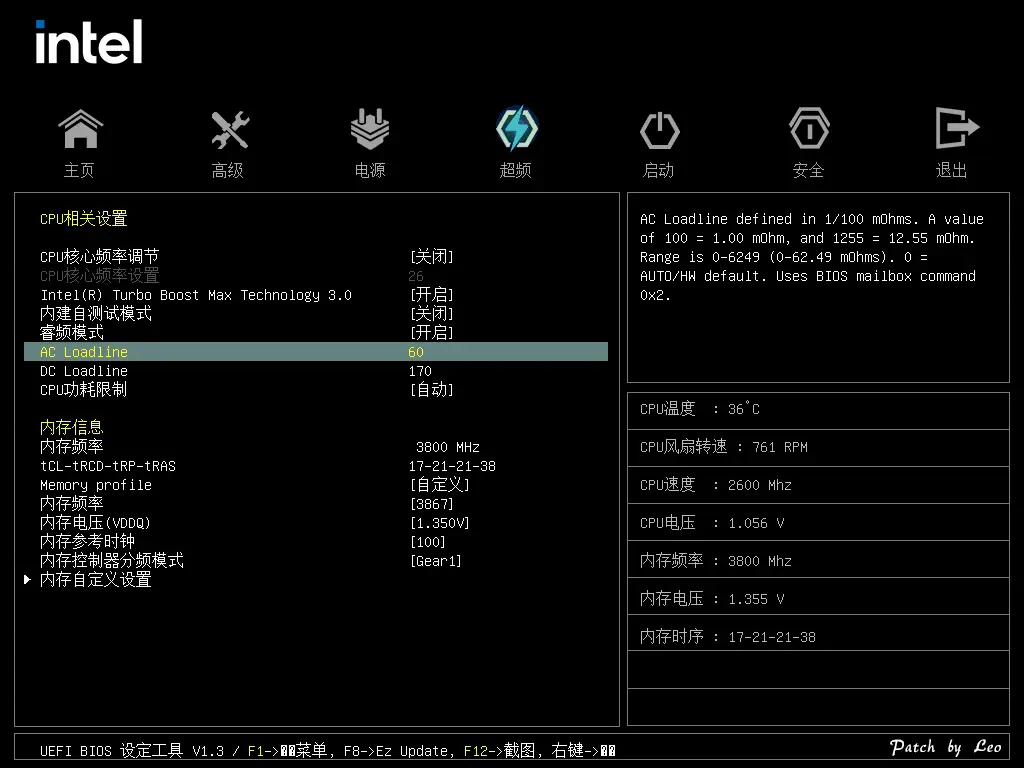 intel
主页 高级 电源 超频 启动 安全 退出
CPU相关设置
CPU核心频率调节 [关闭]
CPU核心频率设置 26
Intel(R) Turbo Boost Max Technology 3.0 [开启]
内建自测试模式 [关闭]
睿频模式 [开启]
AC Loadline 60
DC Loadline 170
CPU功耗限制 [自动]
内存信息
内存频率 3800 MHz
tCL-tRCD-tRP-tRAS 17-21-21-38
Memory profile [自定义]
内存频率 [3867]
内存电压(VDDQ) [1.350V]
内存参考时钟 [100]
内存控制器分频模式 [Gear1]
内存自定义设置
AC Loadline defined in 1/100 mOhms. A value
of 100 = 1.00 mOhm, and 1255 = 12.55 mOhm.
Range is 0-6249 (0-62.49 mOhms). 0 =
AUTO/HW default. Uses BIOS mailbox command
0x2.
CPU温度 : 36°C
CPU风扇转速 : 761 RPM
CPU速度 : 2600 Mhz
CPU电压 : 1.056 V
内存频率 : 3800 Mhz
内存电压 : 1.355 V
内存时序 : 17-21-21-38
UEFI BIOS 设定工具 V1.3 / F1->菜单, F8->Ez Update, F12->截图, 右键->
Patch by Leo